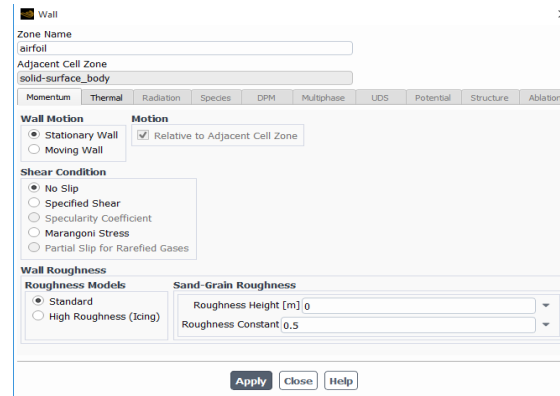 Wall
Zone Name
airfoil
Adjacent Cell Zone
solid-surface_body
Momentum Thermal Radiation Species DPM Multiphase UDS Potential Structure Ablation
Wall Motion Motion
Stationary Wall Relative to Adjacent Cell Zone
Moving Wall
Shear Condition
No Slip
Specified Shear
Specularity Coefficient
Marangoni Stress
Partial Slip for Rarefied Gases
Wall Roughness
Roughness Models Sand-Grain Roughness
Standard Roughness Height [m] 0
High Roughness (Icing) Roughness Constant 0.5
Apply Close Help